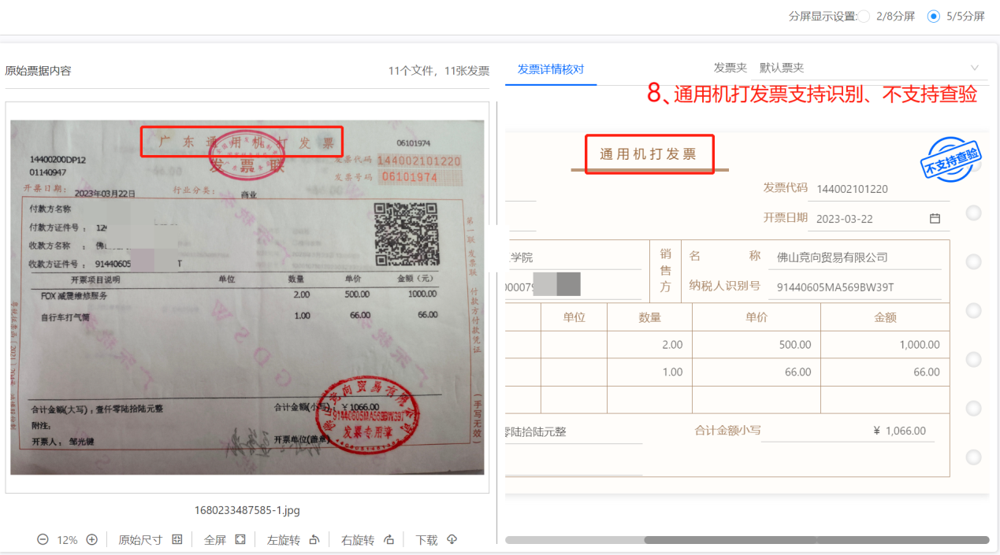 分屏显示设置: 2/8分屏 5/5分屏
原始票据内容
11个文件，11张发票
发票详情核对
发票夹 默认票夹
8、通用机打发票支持识别、不支持查验
广东通用机打发票
发票联
14400200DP12
01140947
06101974
发票代码 144002101220
发票号码 06101974
开票日期： 2023年03月22日
行业分类： 商业
付款方名称
付款方证件号：
收款方名称 ：
收款方证件号： 91440605
开票项目说明 单位 数量 单价 金额（元）
FOX 减震维修服务 2.00 500.00 1000.00
自行车打气筒 1.00 66.00 66.00
第一联 发票联 付款方付款凭证
（手写无效）
合计金额(大写)：壹仟零陆拾陆元整
合计金额(小写)：￥1066.00
附注：
开票人： 邹光键
开票单位(盖章)
91440605MA569BW39T
发票专用章
1680233487585-1.jpg
12% 原始尺寸 全屏 左旋转 右旋转 下载
通用机打发票
不支持查验
发票代码 144002101220
开票日期 2023-03-22
学院
销售方
名称 佛山竞向贸易有限公司
纳税人识别号 91440605MA569BW39T
单位 数量 单价 金额
2.00 500.00 1,000.00
1.00 66.00 66.00
零陆拾陆元整
合计金额小写 ￥ 1,066.00